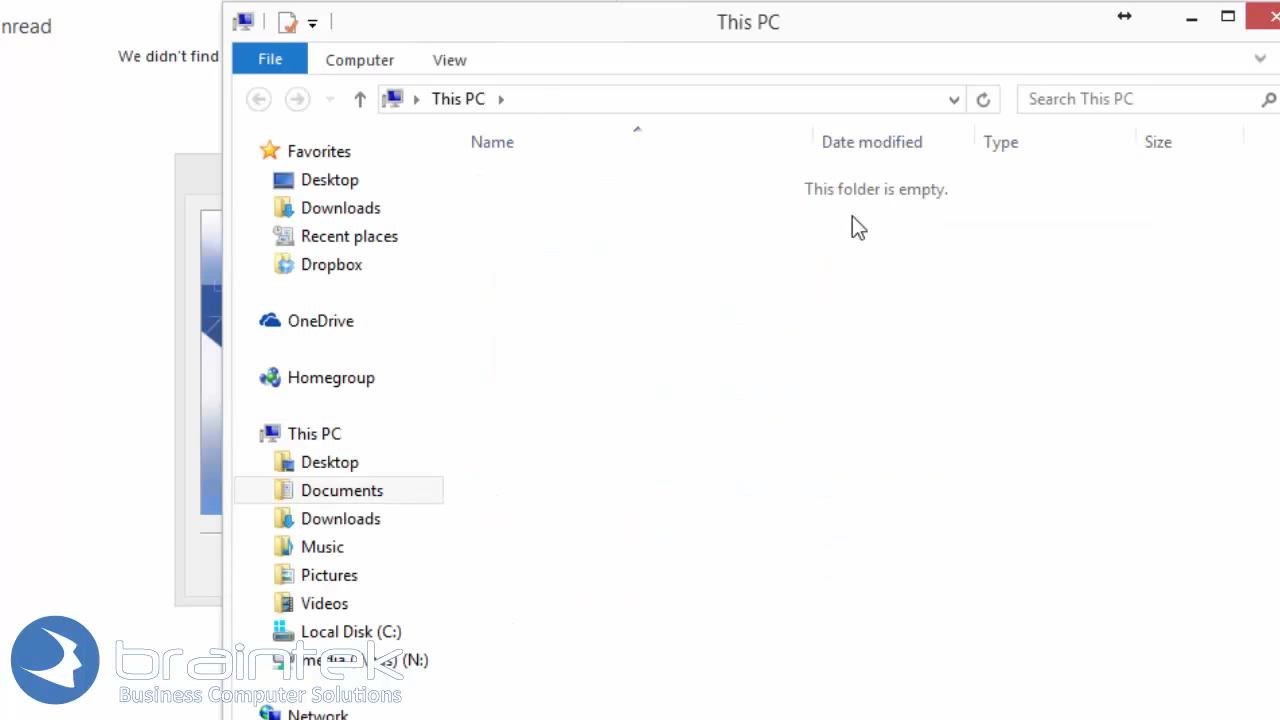 nread
We didn't find
This PC
File
Computer
View
This PC
Search This PC
Name
Date modified
Type
Size
This folder is empty.
Favorites
Desktop
Downloads
Recent places
Dropbox
OneDrive
Homegroup
This PC
Desktop
Documents
Downloads
Music
Pictures
Videos
Local Disk (C:)
media (N:)
Network
braintek
Business Computer Solutions